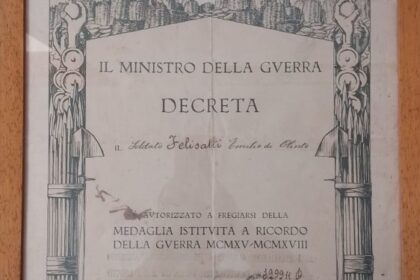 IL MINISTRO DELLA GVERRA
DECRETA
IL Soldato Felisatti Emilio di Olinto
AUTORIZZATO A FREGIARSI DELLA
MEDAGLIA ISTITVITA A RICORDO
DELLA GVERRA MCMXV-MCMXVIII